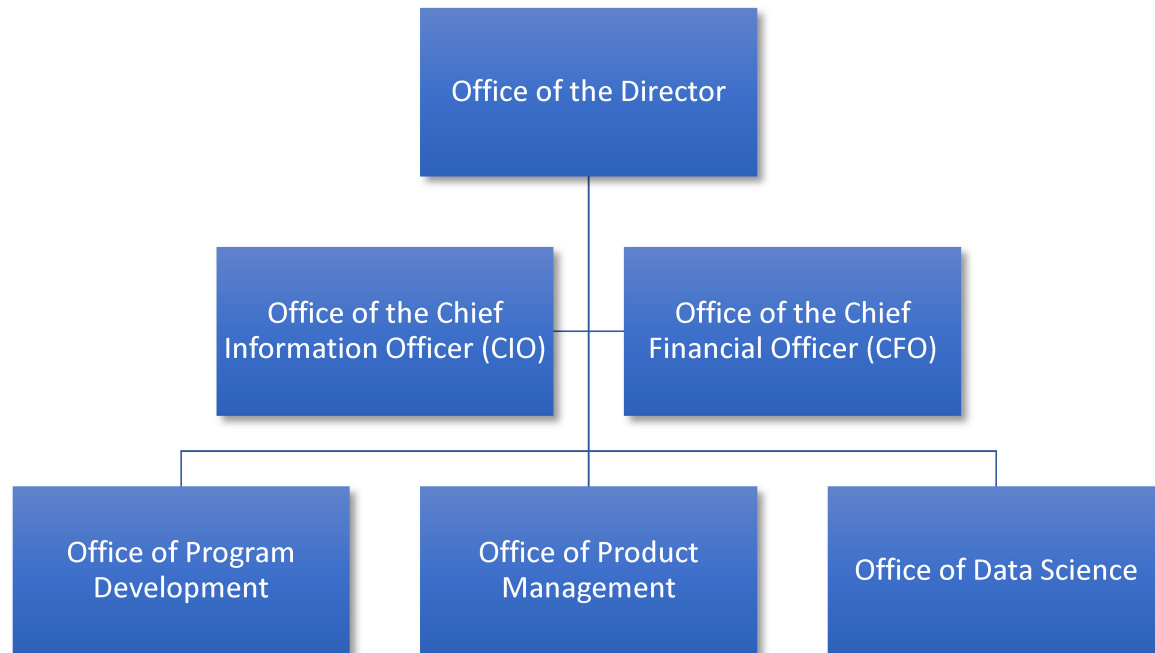 Office of the Director
Office of the Chief
Information Officer (CIO)
Office of the Chief
Financial Officer (CFO)
Office of Program
Development
Office of Product
Management
Office of Data Science